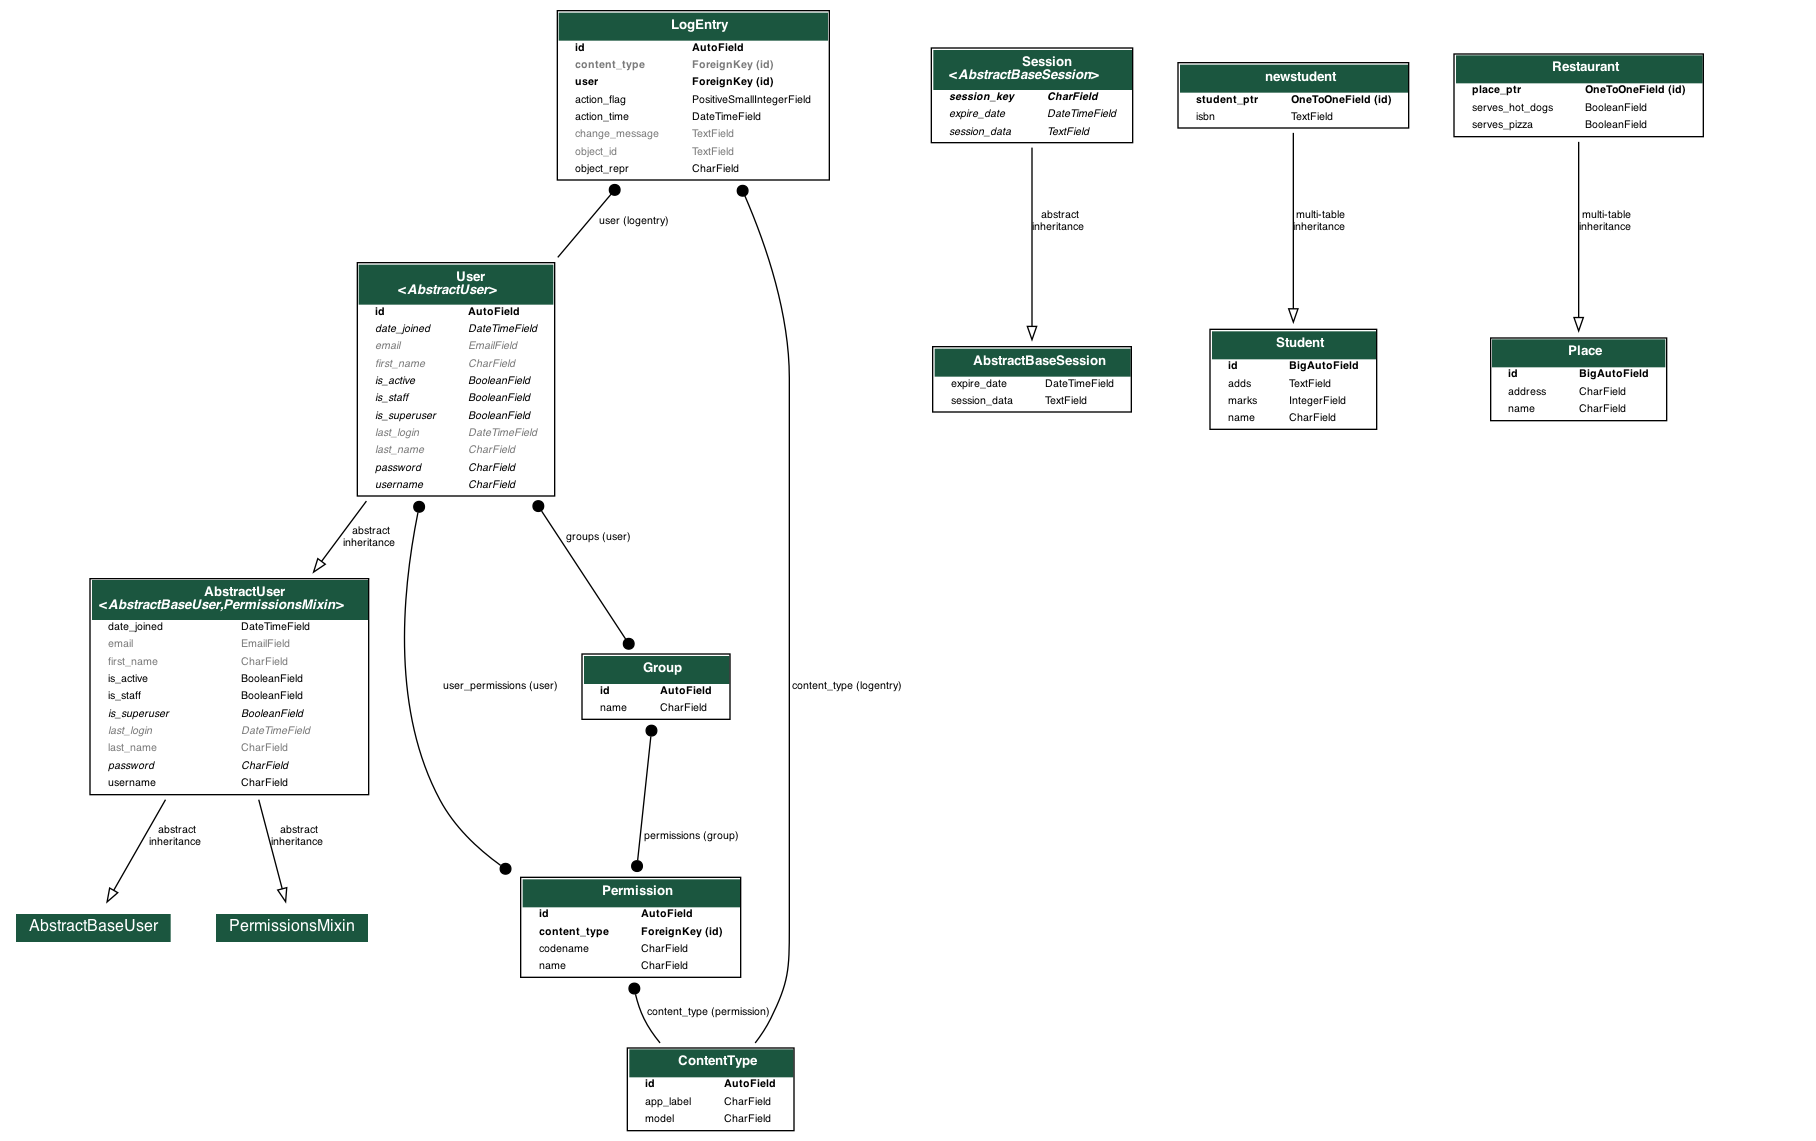 LogEntry
id AutoField
content_type ForeignKey (id)
user ForeignKey (id)
action_flag PositiveSmallIntegerField
action_time DateTimeField
change_message TextField
object_id TextField
object_repr CharField
Session
<AbstractBaseSession>
session_key CharField
expire_date DateTimeField
session_data TextField
newstudent
student_ptr OneToOneField (id)
isbn TextField
Restaurant
place_ptr OneToOneField (id)
serves_hot_dogs BooleanField
serves_pizza BooleanField
user (logentry)
abstract
inheritance
multi-table
inheritance
multi-table
inheritance
User
<AbstractUser>
id AutoField
date_joined DateTimeField
email EmailField
first_name CharField
is_active BooleanField
is_staff BooleanField
is_superuser BooleanField
last_login DateTimeField
last_name CharField
password CharField
username CharField
AbstractBaseSession
expire_date DateTimeField
session_data TextField
Student
id BigAutoField
adds TextField
marks IntegerField
name CharField
Place
id BigAutoField
address CharField
name CharField
abstract
inheritance
groups (user)
AbstractUser
<AbstractBaseUser,PermissionsMixin>
date_joined DateTimeField
email EmailField
first_name CharField
is_active BooleanField
is_staff BooleanField
is_superuser BooleanField
last_login DateTimeField
last_name CharField
password CharField
username CharField
user_permissions (user)
Group
id AutoField
name CharField
content_type (logentry)
abstract
inheritance
abstract
inheritance
permissions (group)
AbstractBaseUser
PermissionsMixin
Permission
id AutoField
content_type ForeignKey (id)
codename CharField
name CharField
content_type (permission)
ContentType
id AutoField
app_label CharField
model CharField